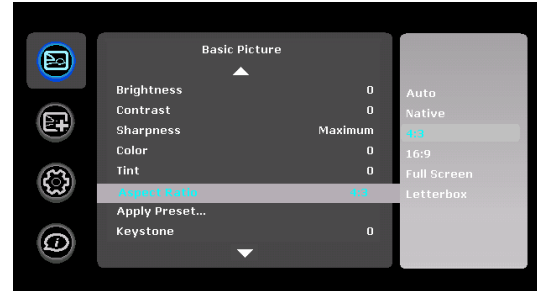 Basic Picture
Brightness 0
Contrast 0
Sharpness Maximum
Color 0
Tint 0
Aspect Ratio 4:3
Apply Preset...
Keystone 0
Auto
Native
4:3
16:9
Full Screen
Letterbox